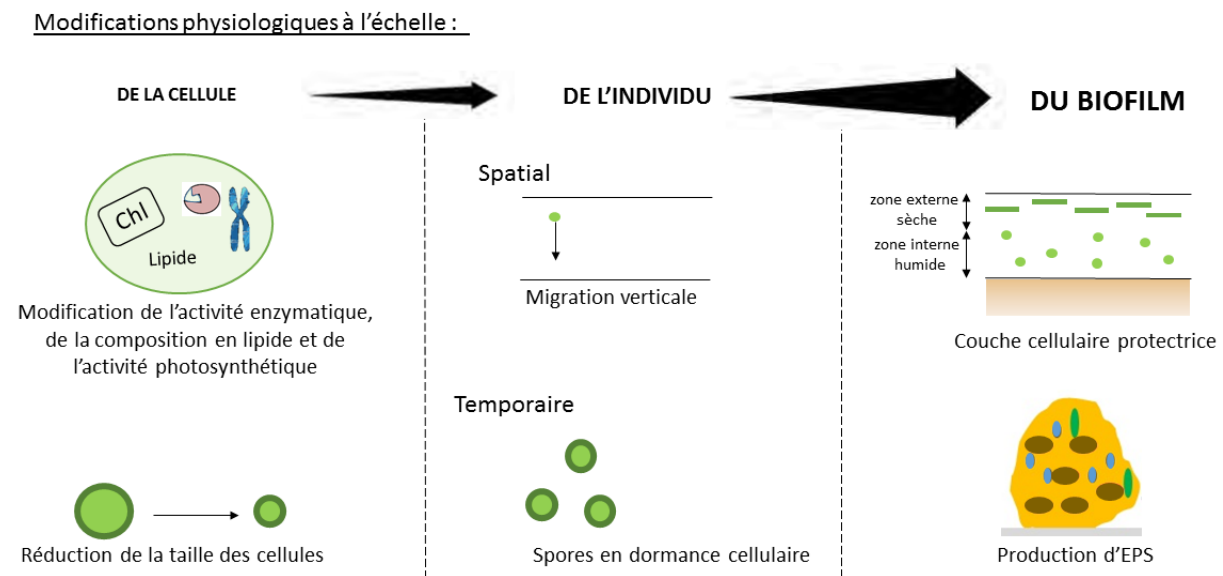 Modifications physiologiques à l'échelle :
DE LA CELLULE
DE L'INDIVIDU
DU BIOFILM
Chl
Lipide
Modification de l'activité enzymatique,
de la composition en lipide et de
l'activité photosynthétique
Réduction de la taille des cellules
Spatial
Migration verticale
Temporaire
Spores en dormance cellulaire
zone externe
sèche
zone interne
humide
Couche cellulaire protectrice
Production d'EPS